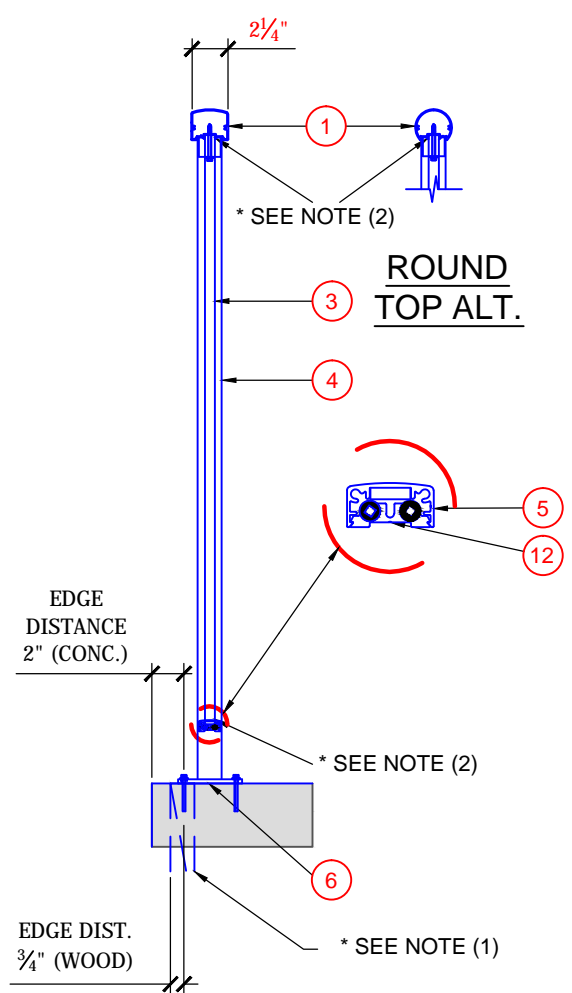 2¼"
1
* SEE NOTE (2)
ROUND
TOP ALT.
3
4
5
12
EDGE
DISTANCE
2" (CONC.)
* SEE NOTE (2)
6
EDGE DIST.
¾" (WOOD)
* SEE NOTE (1)